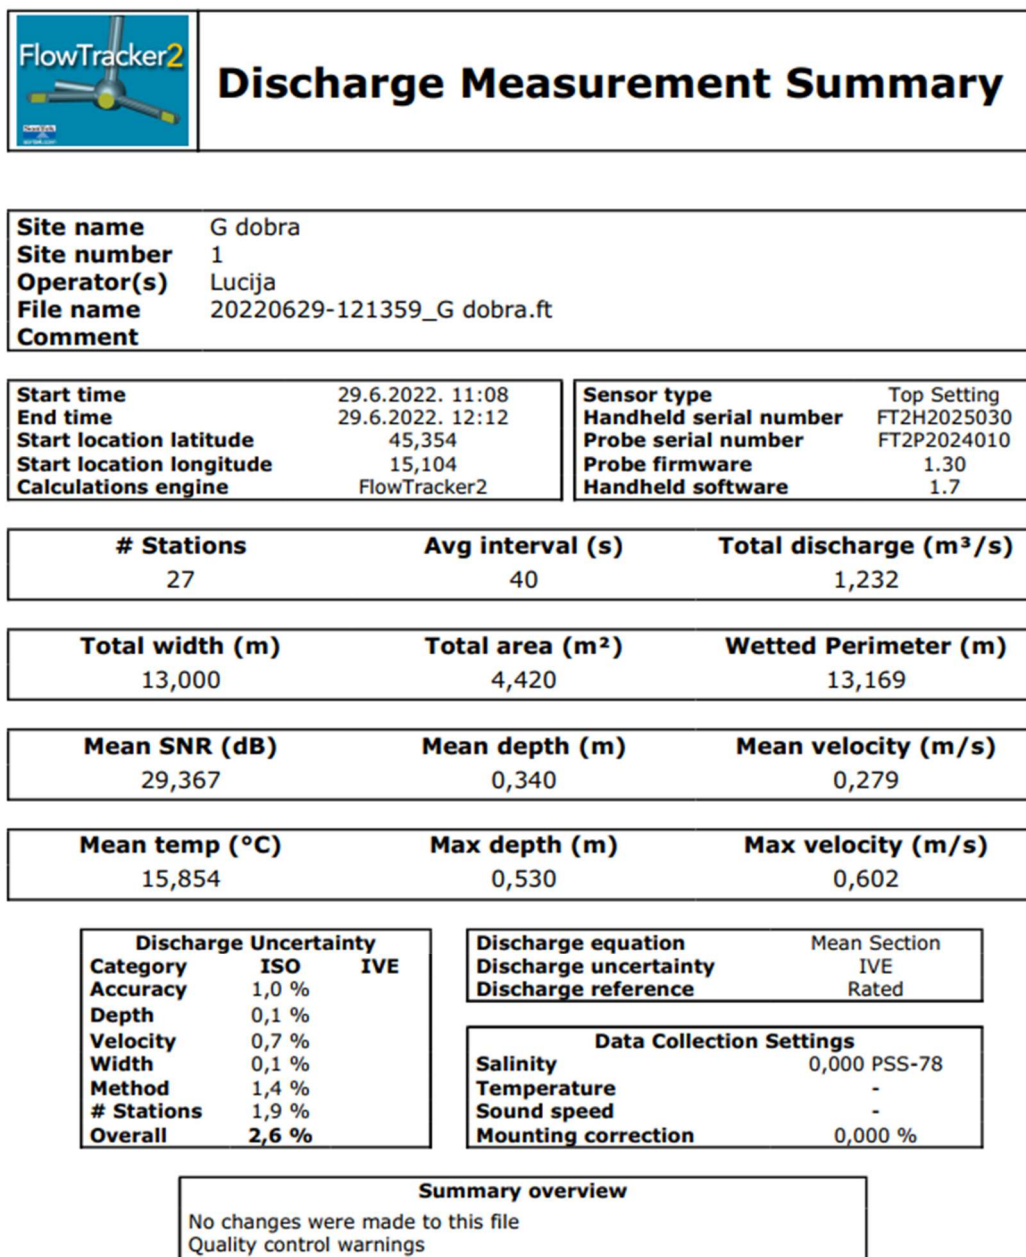 FlowTracker2
Discharge Measurement Summary
SonTek
sontek.com
Site name G dobra
Site number 1
Operator(s) Lucija
File name 20220629-121359_G dobra.ft
Comment
Start time 29.6.2022. 11:08
End time 29.6.2022. 12:12
Start location latitude 45,354
Start location longitude 15,104
Calculations engine FlowTracker2
Sensor type Top Setting
Handheld serial number FT2H2025030
Probe serial number FT2P2024010
Probe firmware 1.30
Handheld software 1.7
# Stations Avg interval (s) Total discharge (m³/s)
27 40 1,232
Total width (m) Total area (m²) Wetted Perimeter (m)
13,000 4,420 13,169
Mean SNR (dB) Mean depth (m) Mean velocity (m/s)
29,367 0,340 0,279
Mean temp (°C) Max depth (m) Max velocity (m/s)
15,854 0,530 0,602
Discharge Uncertainty
Category ISO IVE
Accuracy 1,0 %
Depth 0,1 %
Velocity 0,7 %
Width 0,1 %
Method 1,4 %
# Stations 1,9 %
Overall 2,6 %
Discharge equation Mean Section
Discharge uncertainty IVE
Discharge reference Rated
Data Collection Settings
Salinity 0,000 PSS-78
Temperature -
Sound speed -
Mounting correction 0,000 %
Summary overview
No changes were made to this file
Quality control warnings